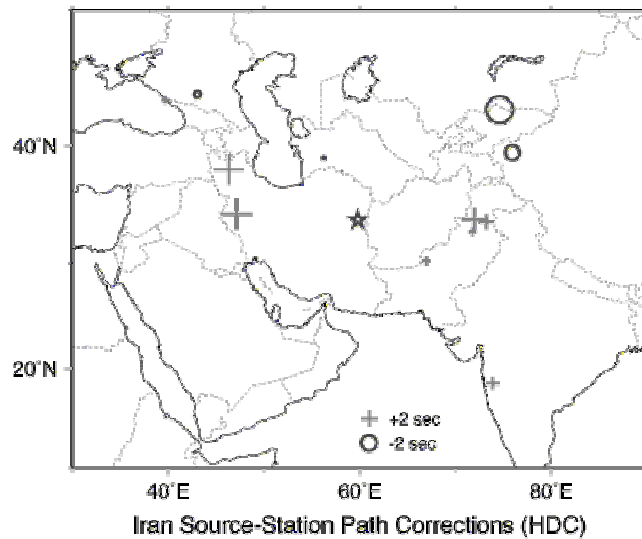 40°N
20°N
+2 sec
-2 sec
40°E 60°E 80°E
Iran Source-Station Path Corrections (HDC)